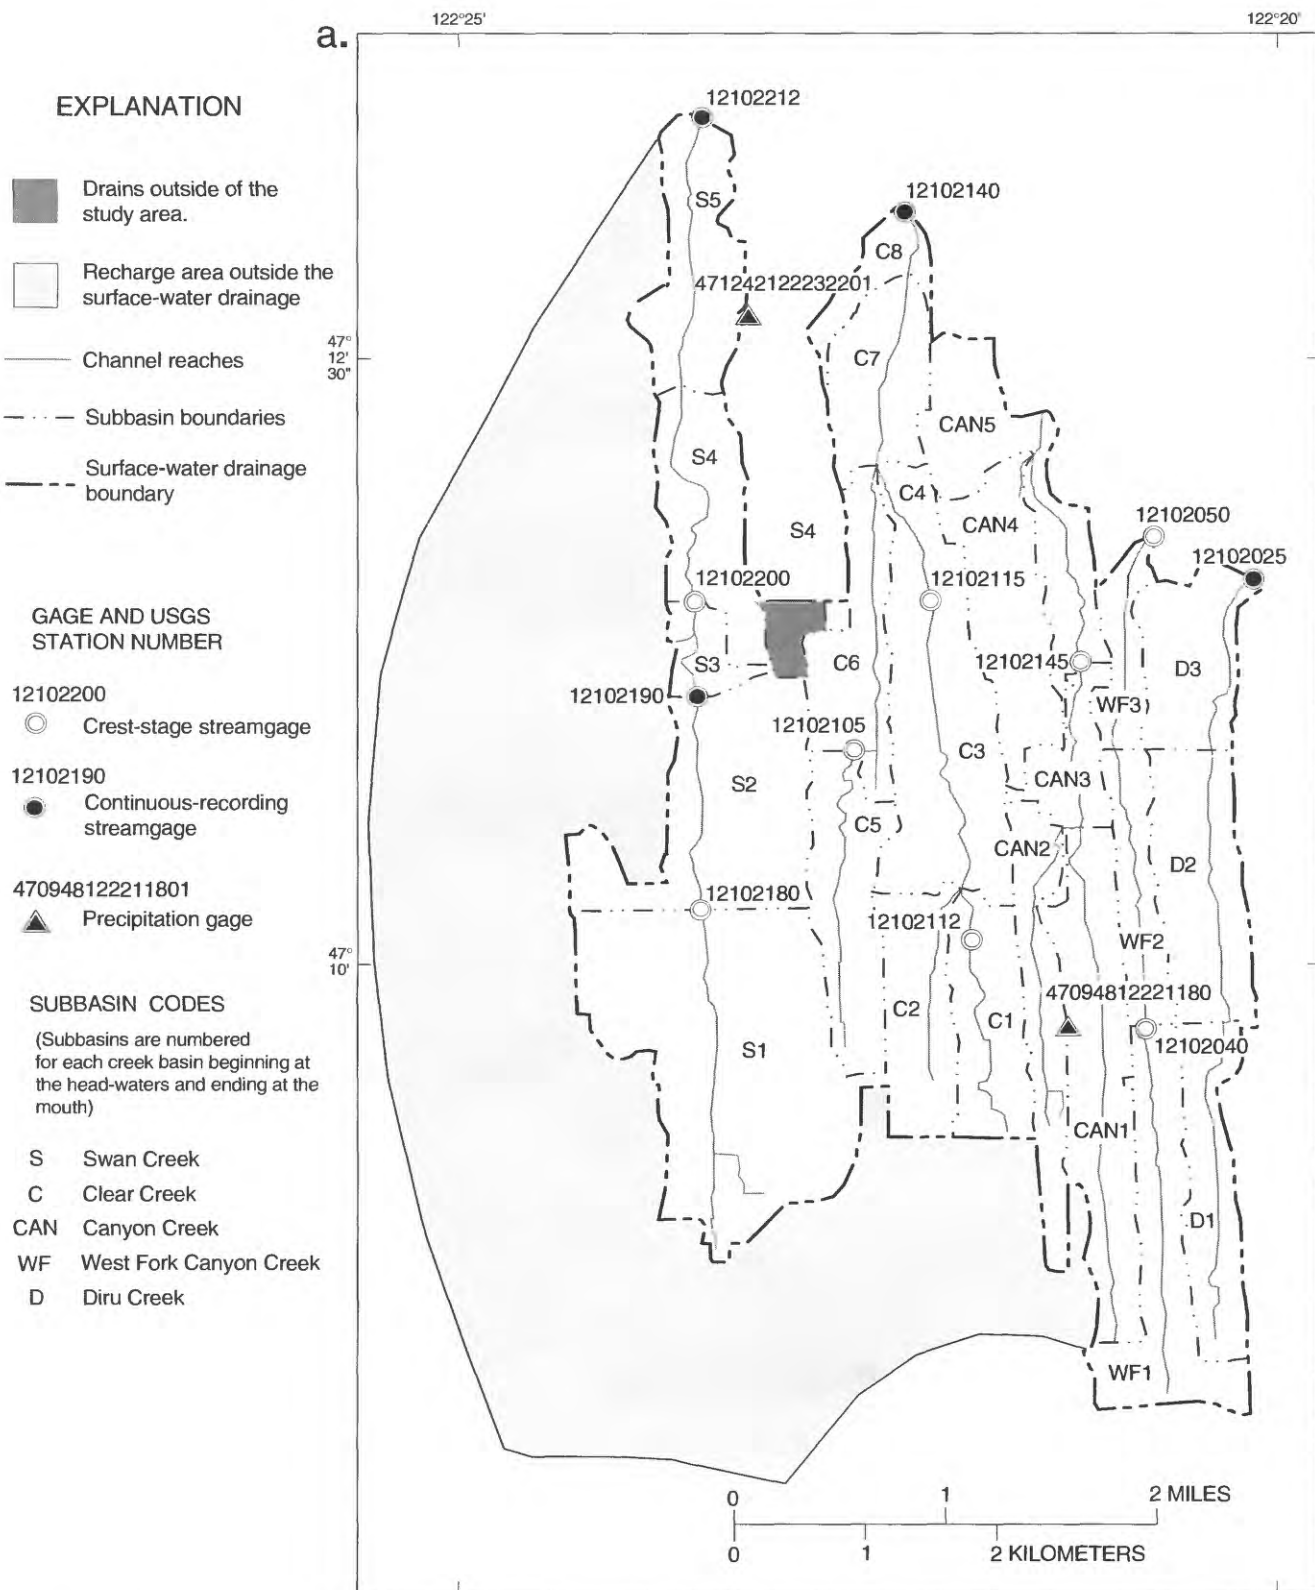 a.
122°25'
122°20'
EXPLANATION
Drains outside of the
study area.
Recharge area outside the
surface-water drainage
Channel reaches
Subbasin boundaries
Surface-water drainage
boundary
GAGE AND USGS
STATION NUMBER
12102200
Crest-stage streamgage
12102190
Continuous-recording
streamgage
470948122211801
Precipitation gage
SUBBASIN CODES
(Subbasins are numbered
for each creek basin beginning at
the head-waters and ending at the
mouth)
S Swan Creek
C Clear Creek
CAN Canyon Creek
WF West Fork Canyon Creek
D Diru Creek
47°
12'
30"
47°
10'
12102212
S5
12102140
C8
471242122232201
C7
CAN5
S4
C4
CAN4
S4
12102050
12102025
12102200
12102115
S3
C6
12102145
D3
12102190
WF3
12102105
C3
S2
CAN3
C5
CAN2
D2
12102180
12102112
WF2
47094812221180
C2
C1
12102040
S1
CAN1
D1
WF1
0 1 2 MILES
0 1 2 KILOMETERS